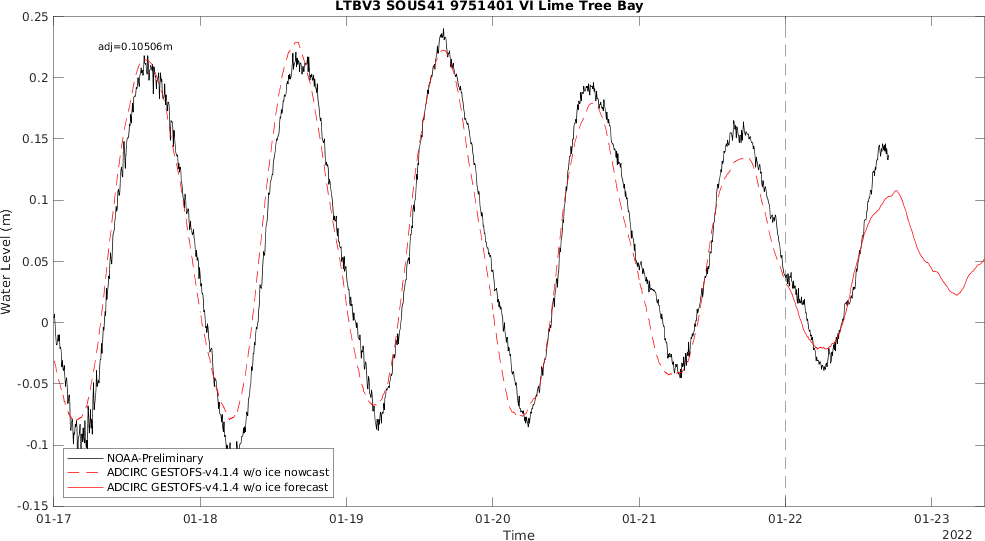 LTBV3 SOUS41 9751401 VI Lime Tree Bay
adj=0.10506m
0.25
0.2
0.15
0.1
0.05
0
-0.05
-0.1
-0.15
Water Level (m)
NOAA-Preliminary
ADCIRC GESTOFS-v4.1.4 w/o ice nowcast
ADCIRC GESTOFS-v4.1.4 w/o ice forecast
01-17 01-18 01-19 01-20 01-21 01-22 01-23
Time
2022